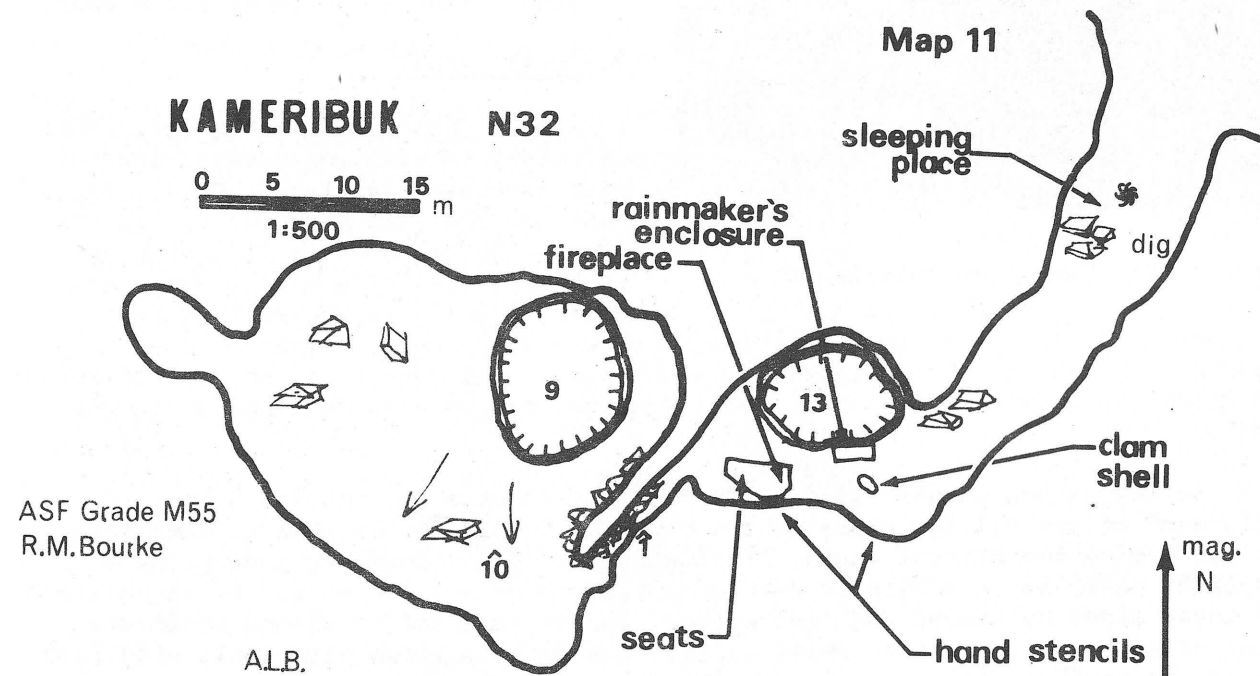 Map 11
KAMERIBUK N32
0 5 10 15 m
1:500
sleeping
place
rainmaker's
enclosure
fireplace
dig
9
13
clam
shell
ASF Grade M55
R.M.Bourke
10
1
mag.
N
seats
hand stencils
A.L.B.